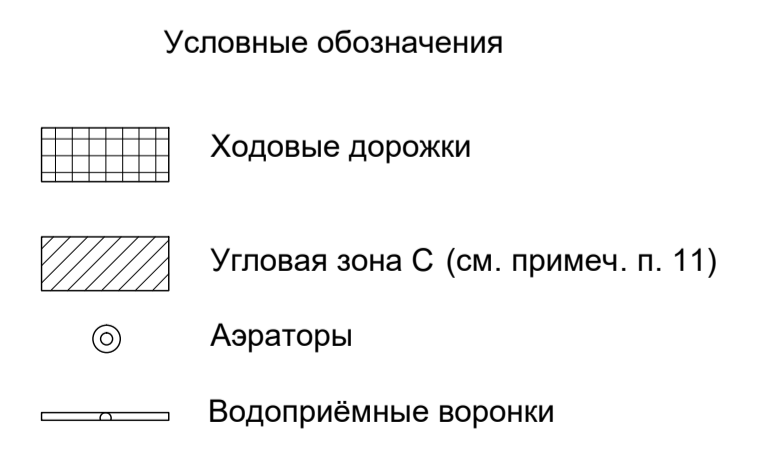 Условные обозначения
Ходовые дорожки
Угловая зона С (см. примеч. п. 11)
Аэраторы
Водоприёмные воронки